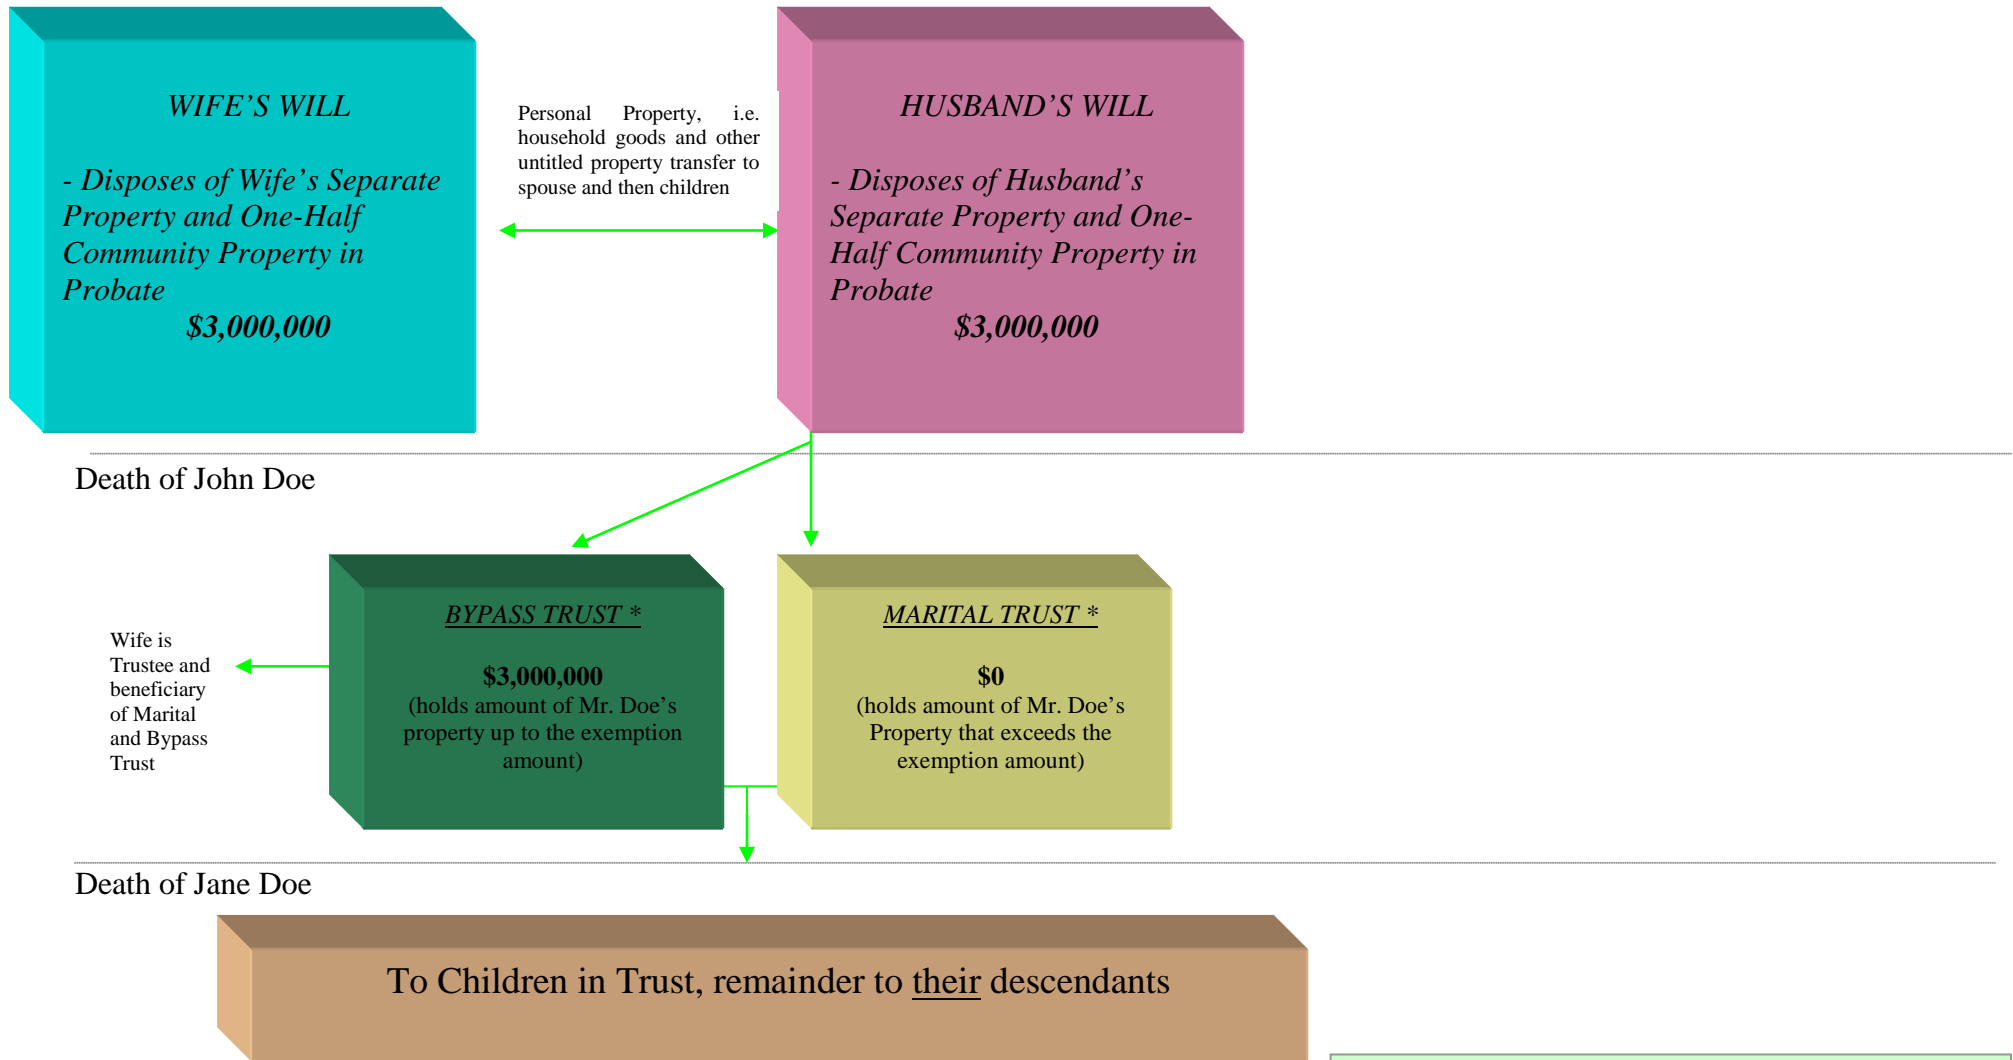 WIFE’S WILL
- Disposes of Wife’s Separate
Property and One-Half
Community Property in
Probate
$3,000,000
Personal Property, i.e.
household goods and other
untitled property transfer to
spouse and then children
HUSBAND’S WILL
- Disposes of Husband’s
Separate Property and One-
Half Community Property in
Probate
$3,000,000
Death of John Doe
Wife is
Trustee and
beneficiary
of Marital
and Bypass
Trust
BYPASS TRUST *
$3,000,000
(holds amount of Mr. Doe’s
property up to the exemption
amount)
MARITAL TRUST *
$0
(holds amount of Mr. Doe’s
Property that exceeds the
exemption amount)
Death of Jane Doe
To Children in Trust, remainder to their descendants